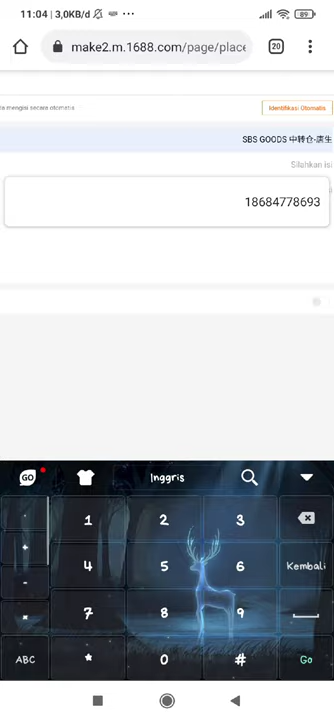 11:04 | 3,0KB/d ... 89
make2.m.1688.com/page/place 20
mengisi secara otomatis Identifikasi Otomatis
SBS GOODS 中转仓-唐生
Silahkan isi
18684778693
GO Inggris
. 1 2 3
+ 4 5 6 Kembali
- 7 8 9
* 0 # Go
ABC